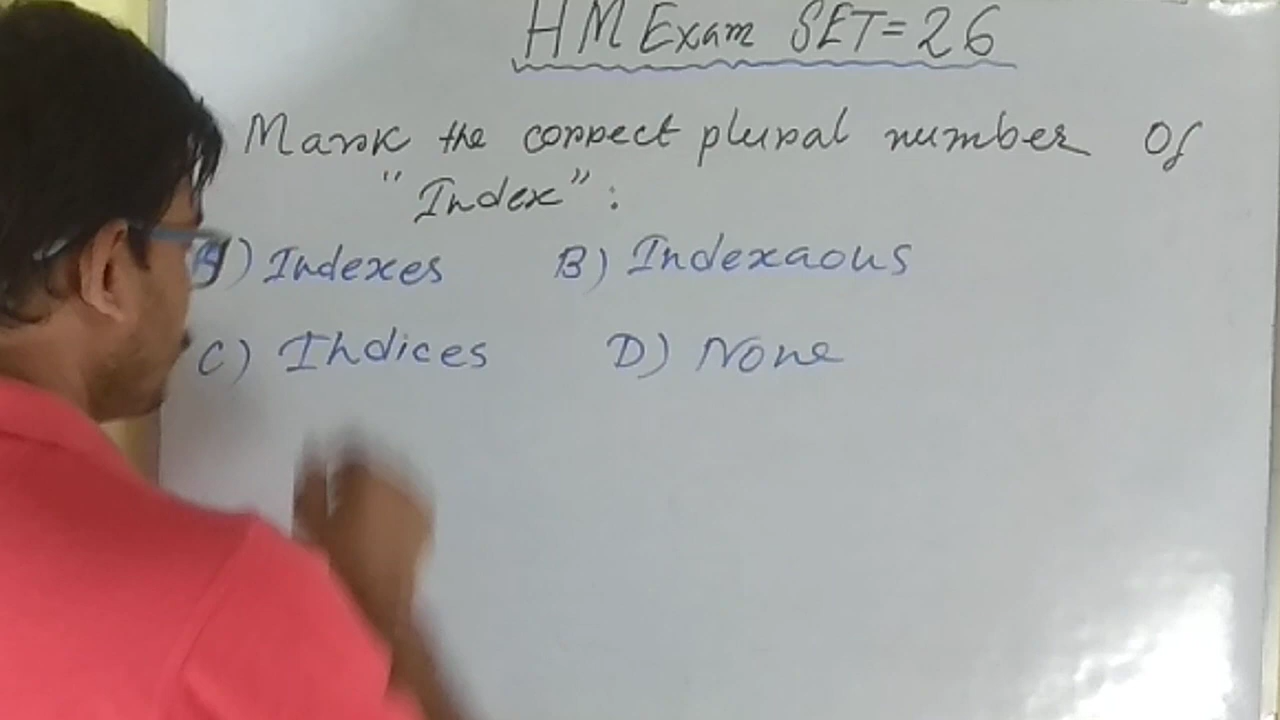 HM Exam SET=26
Mark the correct plural number Of
"Index":
A) Indexes B) Indexaous
C) Indices D) None